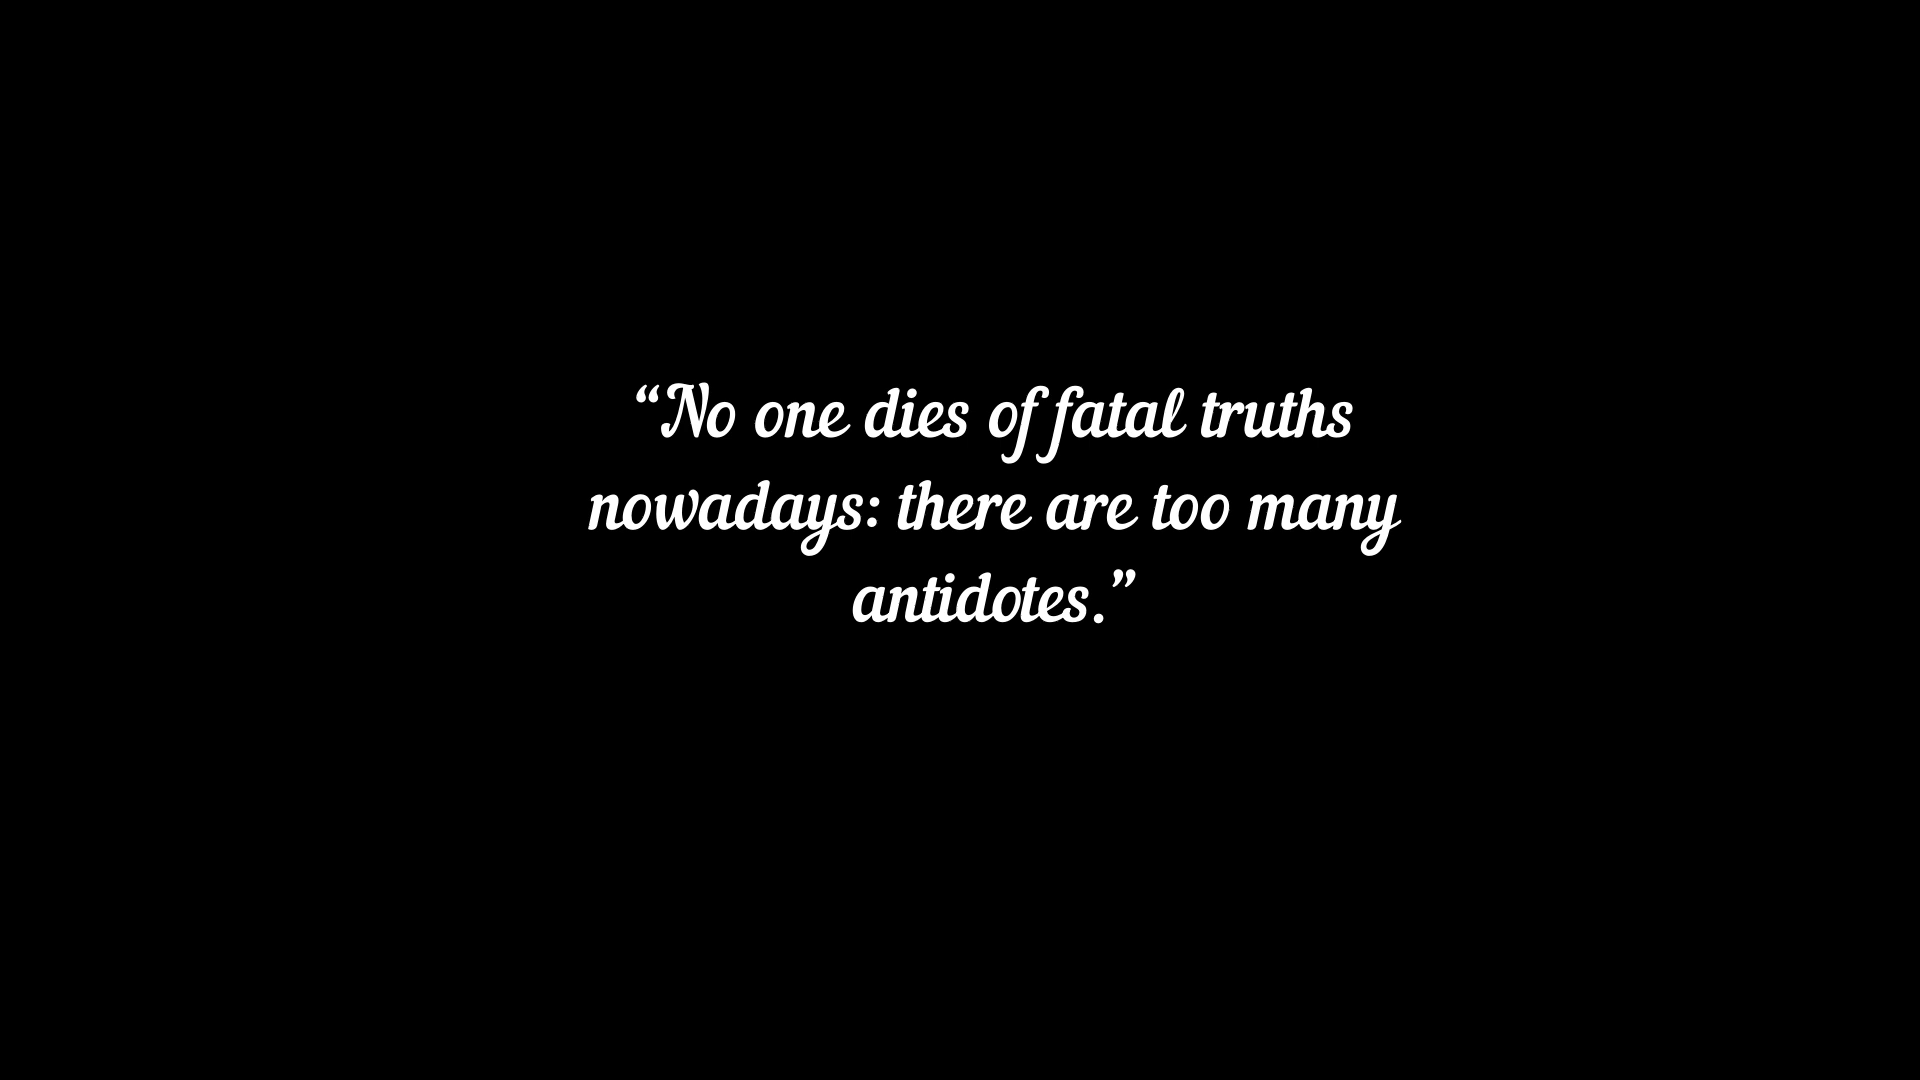 “No one dies of fatal truths
nowadays: there are too many
antidotes.”